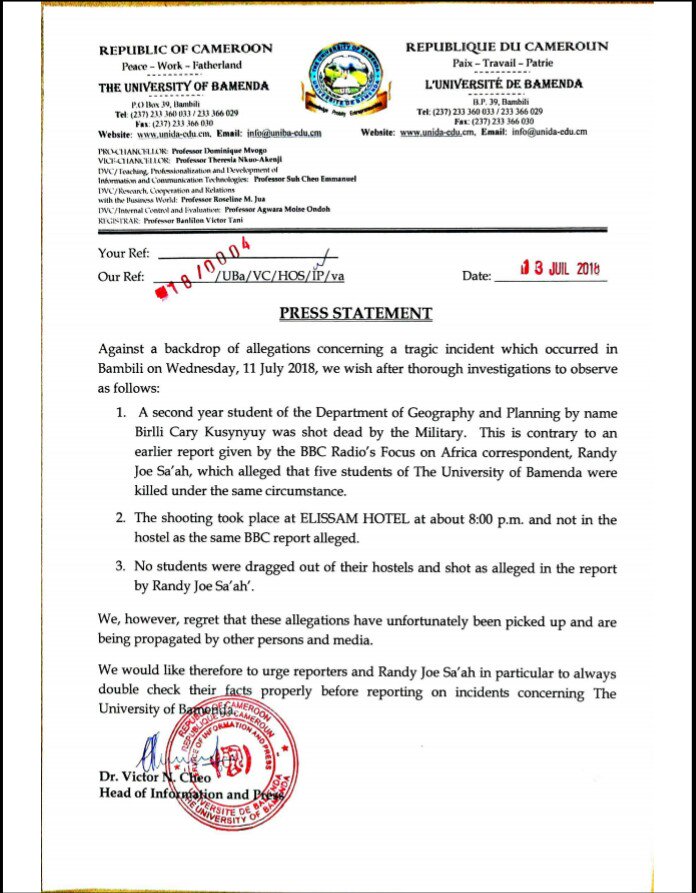 REPUBLIC OF CAMEROON
Peace – Work – Fatherland
THE UNIVERSITY OF BAMENDA
P.O Box 39, Bambili
Tel: (237) 233 360 033 / 233 366 029
Fax: (237) 233 366 030
Website: www.unida-edu.cm, Email: info@uniba-edu.cm
REPUBLIQUE DU CAMEROUN
Paix – Travail – Patrie
L'UNIVERSITÉ DE BAMENDA
B.P. 39, Bambili
Tel: (237) 233 360 033 / 233 366 029
Fax: (237) 233 366 030
Website: www.unida-edu.cm, Email: info@unida-edu.cm
PRO-CHANCELLOR: Professor Dominique Mvogo
VICE-CHANCELLOR: Professor Theresia Nkuo-Akenji
DVC/Teaching, Professionalization and Development of
Information and Communication Technologies: Professor Suh Cheo Emmanuel
DVC/Research, Cooperation and Relations
with the Business World: Professor Roseline M. Jua
DVC/Internal Control and Evaluation: Professor Agwara Moise Ondoh
REGISTRAR: Professor Banlilon Victor Tani
Your Ref:
Our Ref: 18/0004 /UBa/VC/HOS/IP/va
Date: 13 JUIL 2018
PRESS STATEMENT
Against a backdrop of allegations concerning a tragic incident which occurred in
Bambili on Wednesday, 11 July 2018, we wish after thorough investigations to observe
as follows:
1. A second year student of the Department of Geography and Planning by name
Birlli Cary Kusynyuy was shot dead by the Military. This is contrary to an
earlier report given by the BBC Radio's Focus on Africa correspondent, Randy
Joe Sa'ah, which alleged that five students of The University of Bamenda were
killed under the same circumstance.
2. The shooting took place at ELISSAM HOTEL at about 8:00 p.m. and not in the
hostel as the same BBC report alleged.
3. No students were dragged out of their hostels and shot as alleged in the report
by Randy Joe Sa'ah'.
We, however, regret that these allegations have unfortunately been picked up and are
being propagated by other persons and media.
We would like therefore to urge reporters and Randy Joe Sa'ah in particular to always
double check their facts properly before reporting on incidents concerning The
University of Bamenda.
Dr. Victor N. Cheo
Head of Information and Press
REPUBLIC OF CAMEROON
REPUBLIQUE DU CAMEROUN
UNIVERSITE DE BAMENDA
THE UNIVERSITY OF BAMENDA